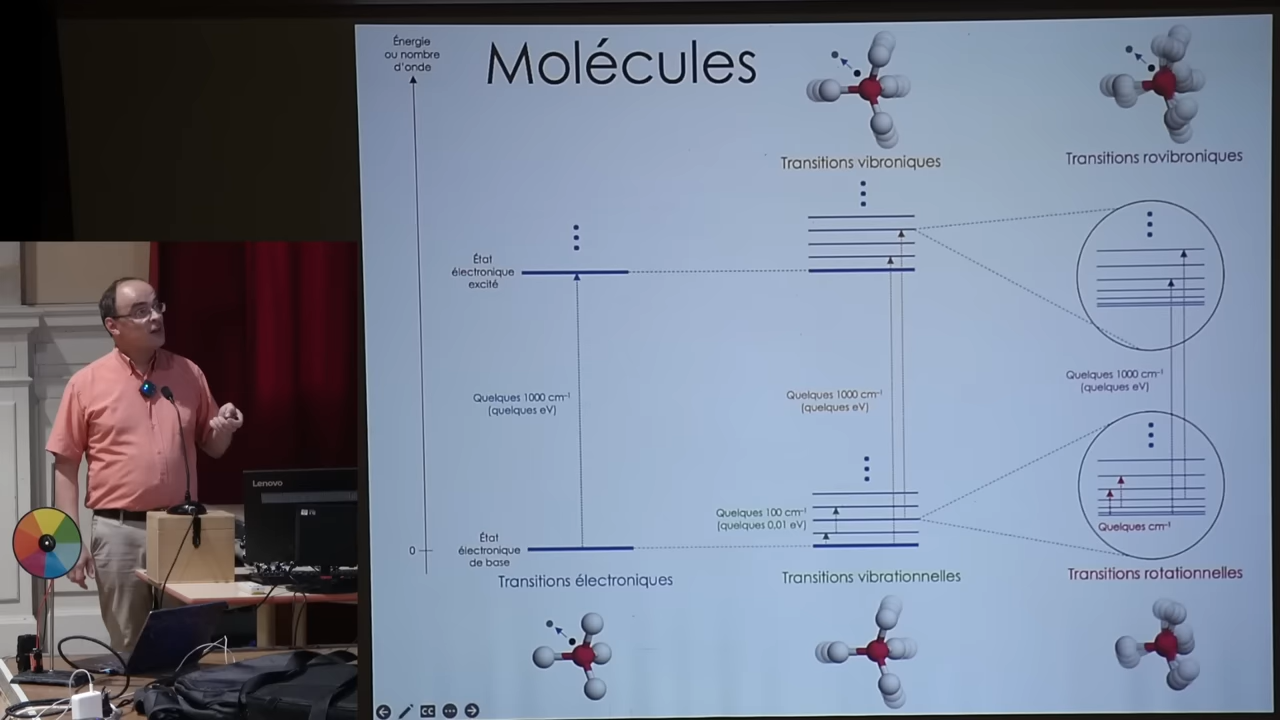 Énergie
ou nombre
d'onde
Molécules
Transitions vibroniques
Transitions rovibroniques
État
électronique
excité
Quelques 1000 cm⁻¹
(quelques eV)
Quelques 1000 cm⁻¹
(quelques eV)
Quelques 1000 cm⁻¹
(quelques eV)
Quelques 100 cm⁻¹
(quelques 0,01 eV)
Quelques cm⁻¹
0
État
électronique
de base
Transitions électroniques
Transitions vibrationnelles
Transitions rotationnelles
Lenovo
CC